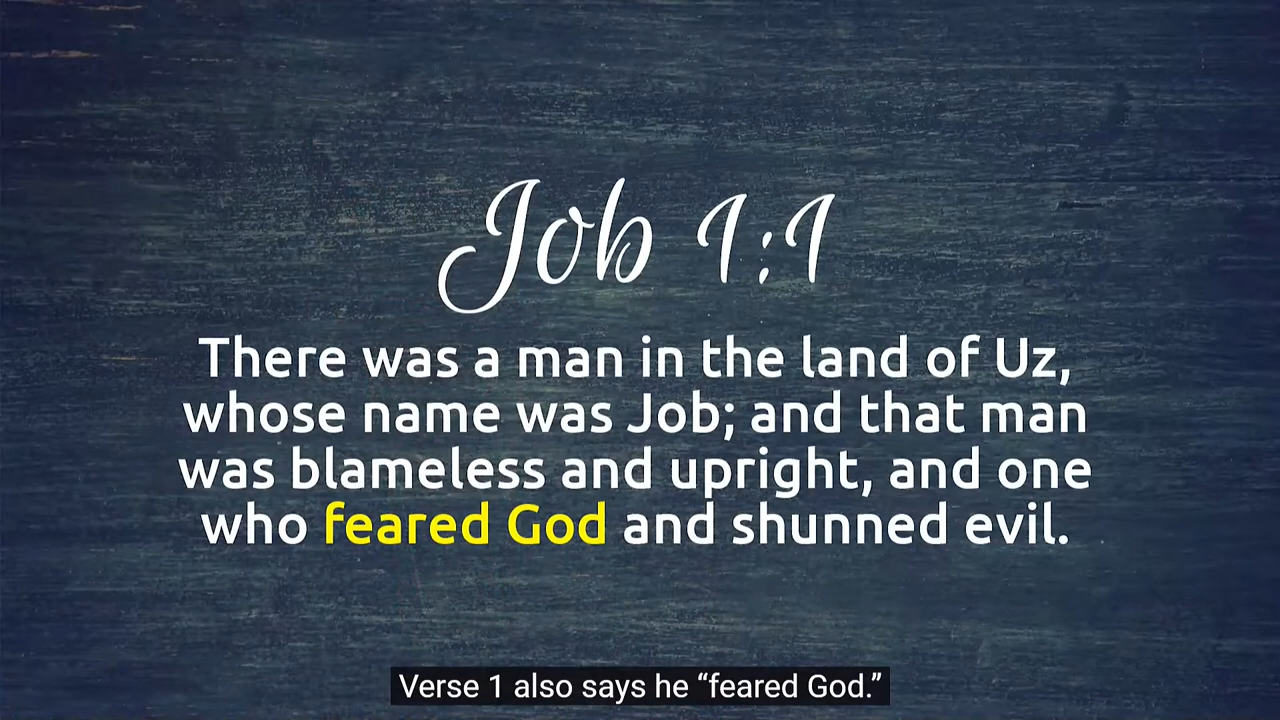 Job 1:1
There was a man in the land of Uz,
whose name was Job; and that man
was blameless and upright, and one
who feared God and shunned evil.
Verse 1 also says he “feared God.”